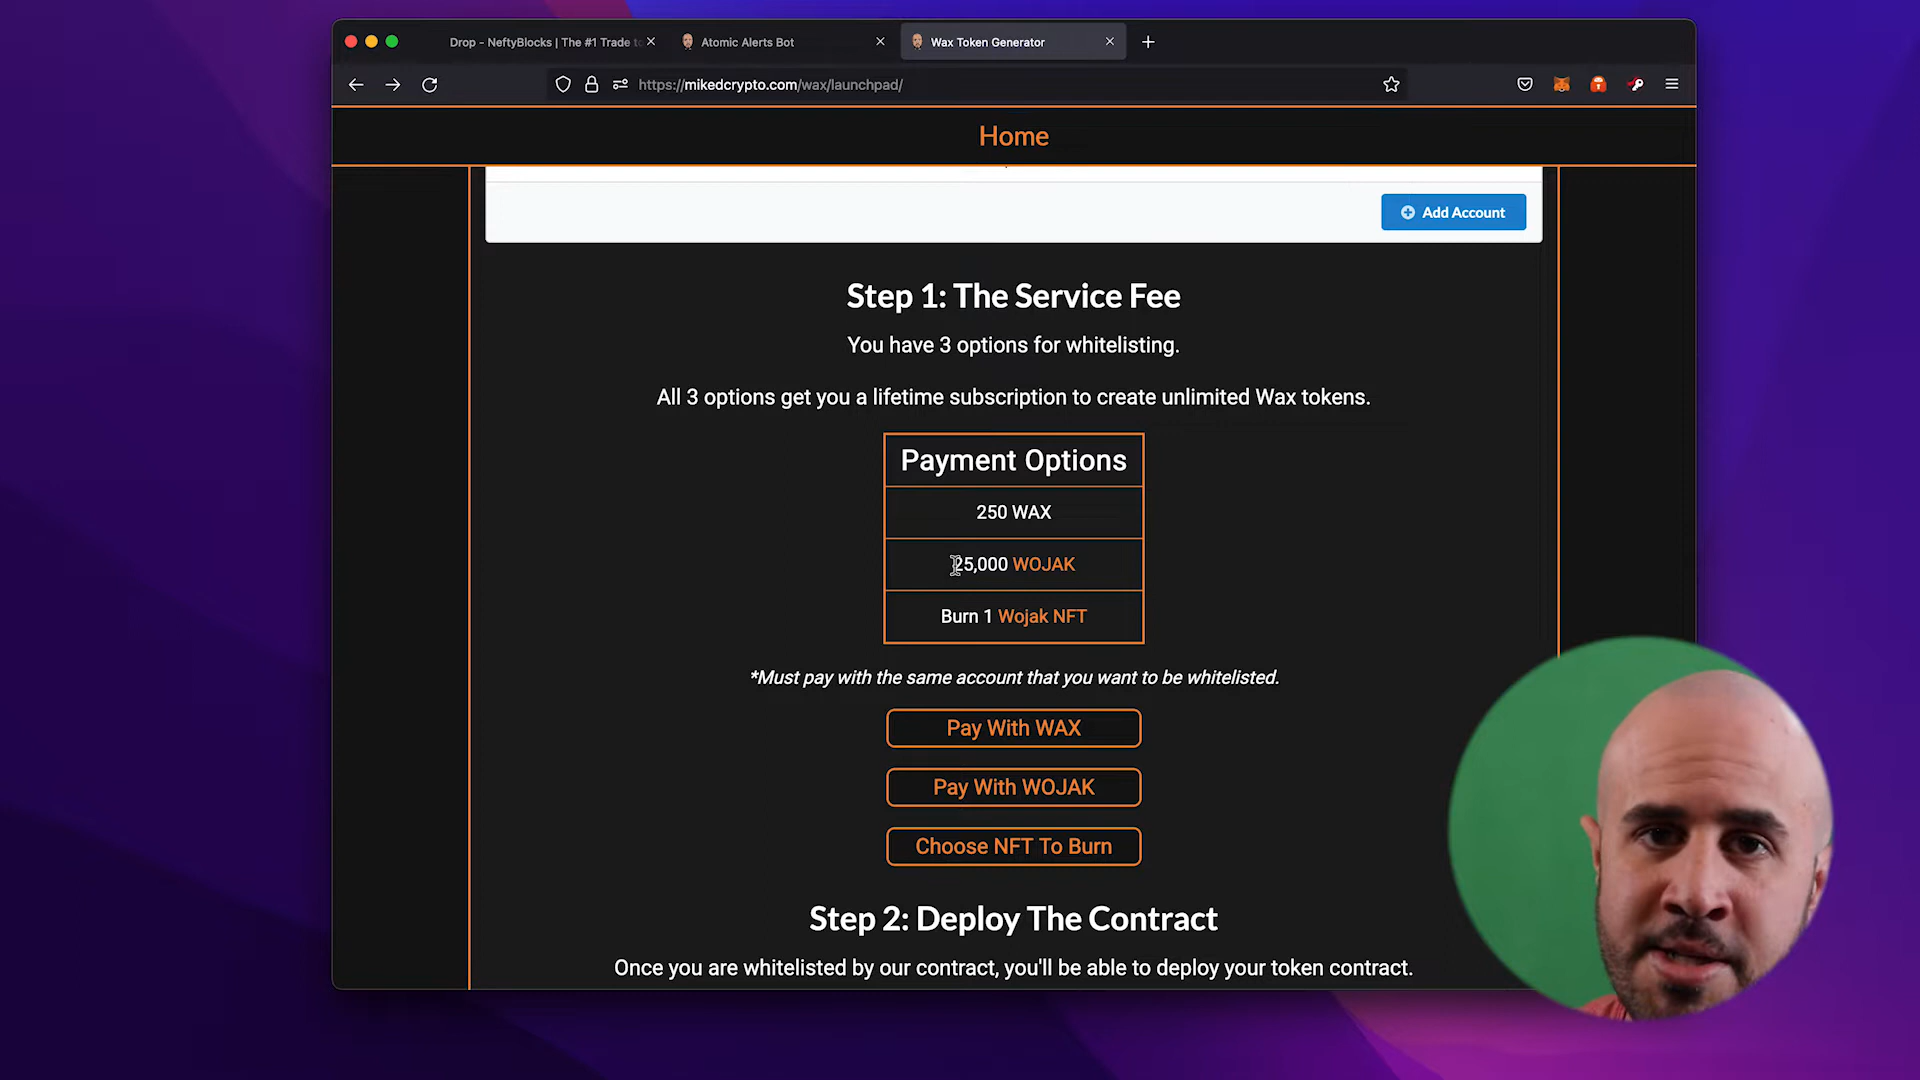 Drop - NeftyBlocks | The #1 Trade to
Atomic Alerts Bot
Wax Token Generator
https://mikedcrypto.com/wax/launchpad/
Home
Add Account
Step 1: The Service Fee
You have 3 options for whitelisting.
All 3 options get you a lifetime subscription to create unlimited Wax tokens.
Payment Options
250 WAX
25,000 WOJAK
Burn 1 Wojak NFT
*Must pay with the same account that you want to be whitelisted.
Pay With WAX
Pay With WOJAK
Choose NFT To Burn
Step 2: Deploy The Contract
Once you are whitelisted by our contract, you'll be able to deploy your token contract.